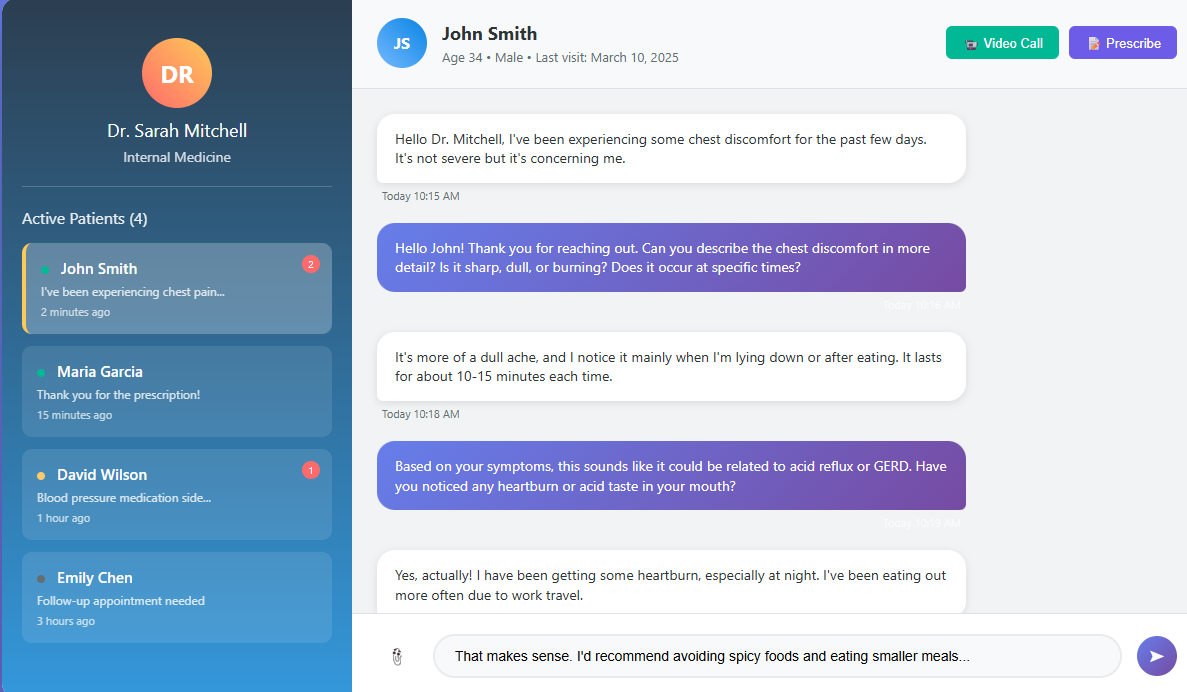 DR
Dr. Sarah Mitchell
Internal Medicine
Active Patients (4)
John Smith
2
I've been experiencing chest pain...
2 minutes ago
Maria Garcia
Thank you for the prescription!
15 minutes ago
David Wilson
1
Blood pressure medication side...
1 hour ago
Emily Chen
Follow-up appointment needed
3 hours ago
JS
John Smith
Age 34 • Male • Last visit: March 10, 2025
Video Call
Prescribe
Hello Dr. Mitchell, I've been experiencing some chest discomfort for the past few days.
It's not severe but it's concerning me.
Today 10:15 AM
Hello John! Thank you for reaching out. Can you describe the chest discomfort in more
detail? Is it sharp, dull, or burning? Does it occur at specific times?
Today 10:16 AM
It's more of a dull ache, and I notice it mainly when I'm lying down or after eating. It lasts
for about 10-15 minutes each time.
Today 10:18 AM
Based on your symptoms, this sounds like it could be related to acid reflux or GERD. Have
you noticed any heartburn or acid taste in your mouth?
Today 10:19 AM
Yes, actually! I have been getting some heartburn, especially at night. I've been eating out
more often due to work travel.
That makes sense. I'd recommend avoiding spicy foods and eating smaller meals...